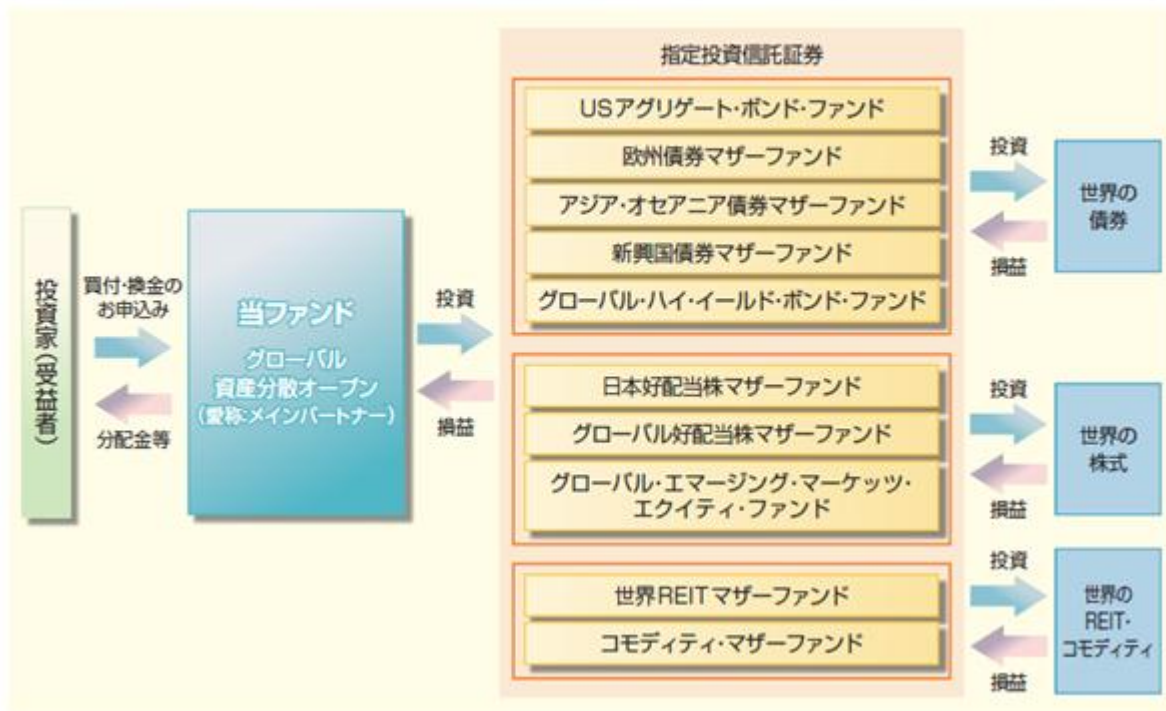 投資家（受益者）
買付・換金の
お申込み
分配金等
当ファンド
グローバル
資産分散オープン
（愛称：メインパートナー）
投資
損益
指定投資信託証券
USアグリゲート・ボンド・ファンド
欧州債券マザーファンド
アジア・オセアニア債券マザーファンド
新興国債券マザーファンド
グローバル・ハイ・イールド・ボンド・ファンド
投資
損益
世界の
債券
日本好配当株マザーファンド
グローバル好配当株マザーファンド
グローバル・エマージング・マーケッツ・
エクイティ・ファンド
投資
損益
世界の
株式
世界REITマザーファンド
コモディティ・マザーファンド
投資
損益
世界の
REIT・
コモディティ